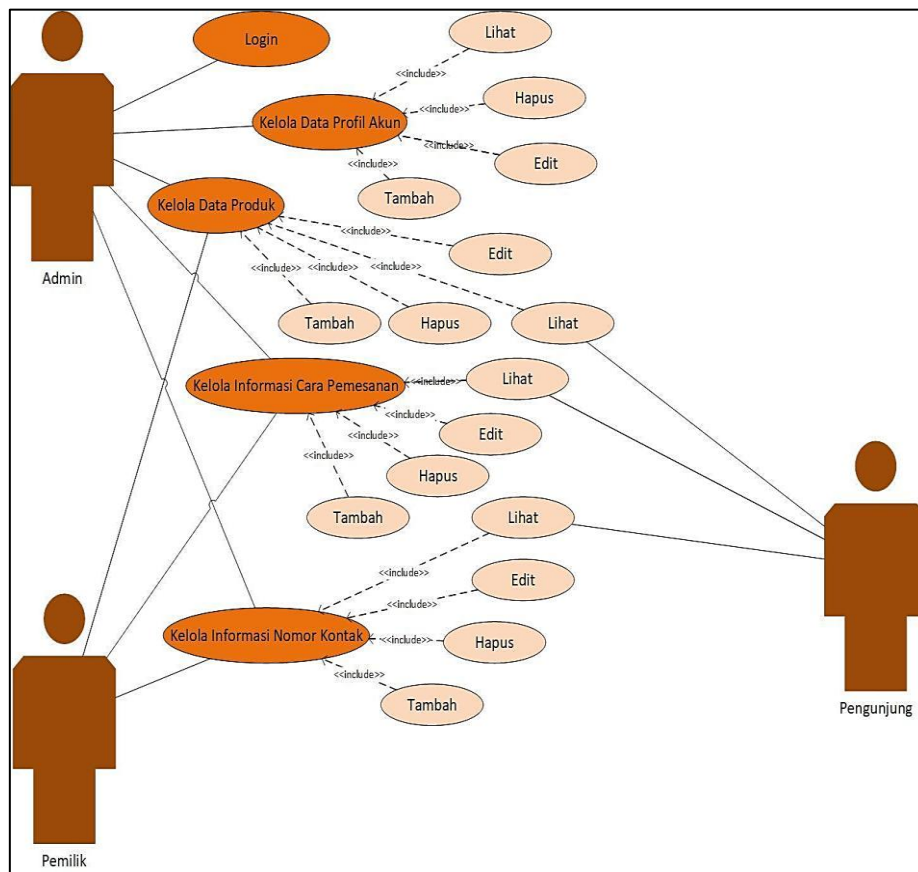 Login
Lihat
<<include>>
Hapus
<<include>>
Kelola Data Profil Akun
<<include>>
Edit
<<include>>
Tambah
Kelola Data Produk
<<include>>
Edit
<<include>>
<<include>>
<<include>>
Admin
Tambah
Hapus
Lihat
Kelola Informasi Cara Pemesanan
<<include>>
Lihat
<<include>>
Edit
<<include>>
Hapus
<<include>>
Tambah
Lihat
<<include>>
Edit
<<include>>
Kelola Informasi Nomor Kontak
<<include>>
Hapus
<<include>>
Tambah
Pengunjung
Pemilik